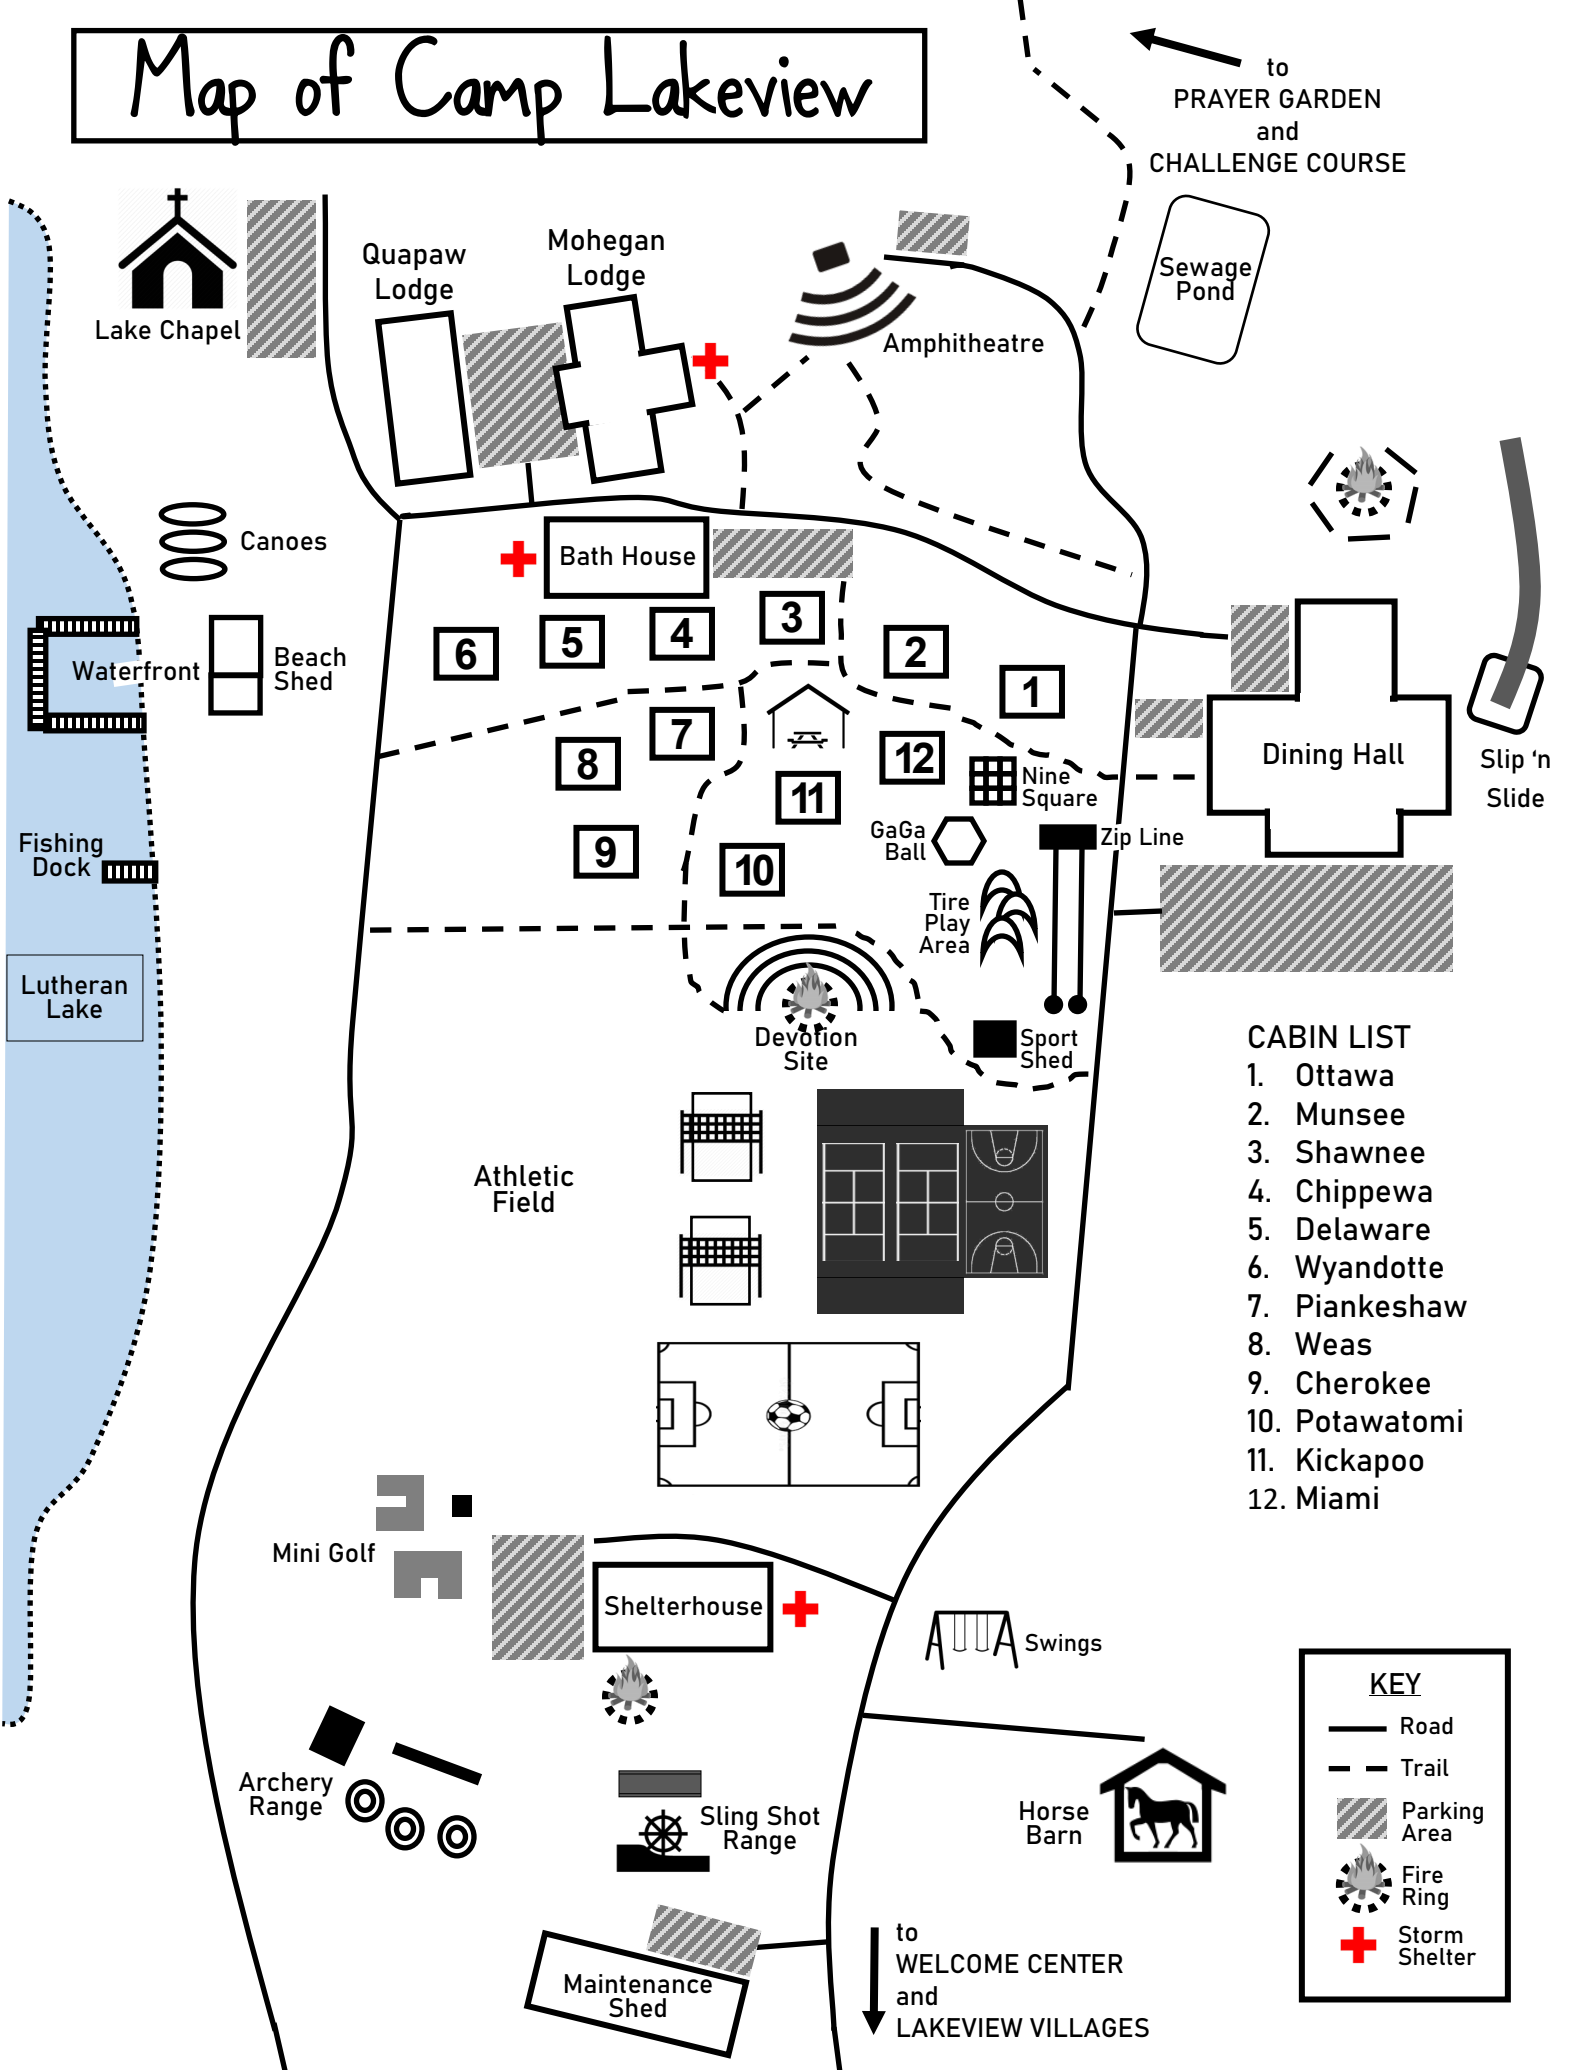 Map of Camp Lakeview
to
PRAYER GARDEN
and
CHALLENGE COURSE
Lake Chapel
Quapaw
Lodge
Mohegan
Lodge
Amphitheatre
Sewage
Pond
Canoes
Bath House
Waterfront
Beach
Shed
6
5
4
3
2
1
7
8
9
10
11
12
Nine
Square
GaGa
Ball
Zip Line
Tire
Play
Area
Dining Hall
Slip ‘n
Slide
Fishing
Dock
Lutheran
Lake
Devotion
Site
Sport
Shed
Athletic
Field
CABIN LIST
1. Ottawa
2. Munsee
3. Shawnee
4. Chippewa
5. Delaware
6. Wyandotte
7. Piankeshaw
8. Weas
9. Cherokee
10. Potawatomi
11. Kickapoo
12. Miami
Mini Golf
Shelterhouse
Swings
Archery
Range
Sling Shot
Range
Horse
Barn
Maintenance
Shed
to
WELCOME CENTER
and
LAKEVIEW VILLAGES
KEY
Road
Trail
Parking
Area
Fire
Ring
Storm
Shelter